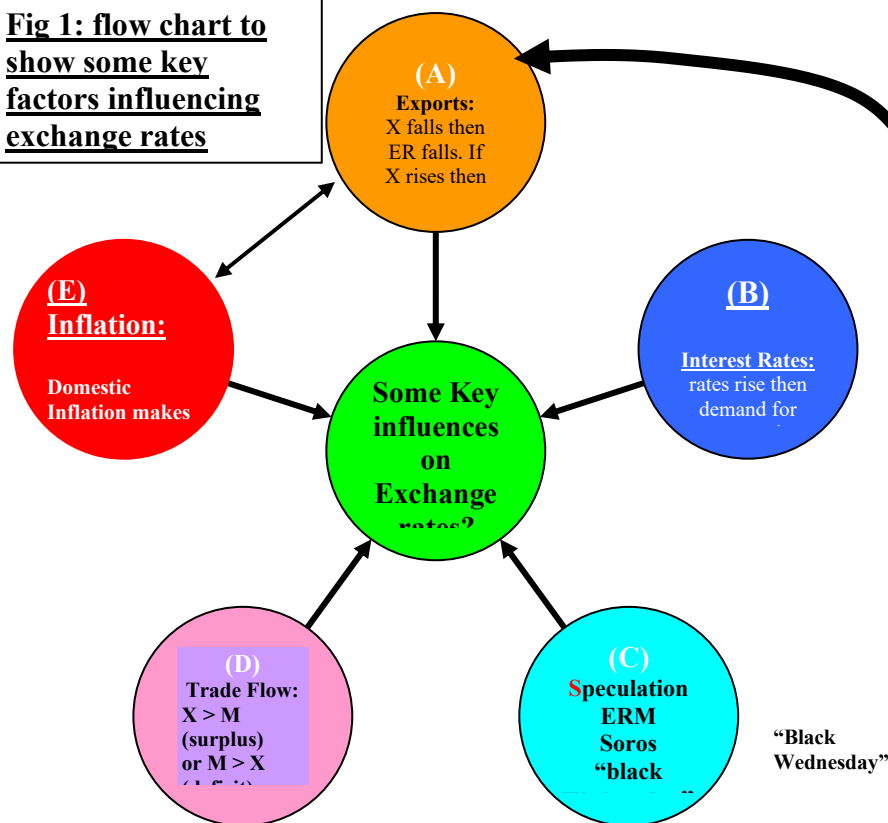 Fig 1: flow chart to
show some key
factors influencing
exchange rates
(A)
Exports:
X falls then
ER falls. If
X rises then
(E)
Inflation:
Domestic
Inflation makes
(B)
Interest Rates:
rates rise then
demand for
Some Key
influences
on
Exchange
rates?
(D)
Trade Flow:
X > M
(surplus)
or M > X
(deficit)
(C)
Speculation
ERM
Soros
“black
“Black
Wednesday”